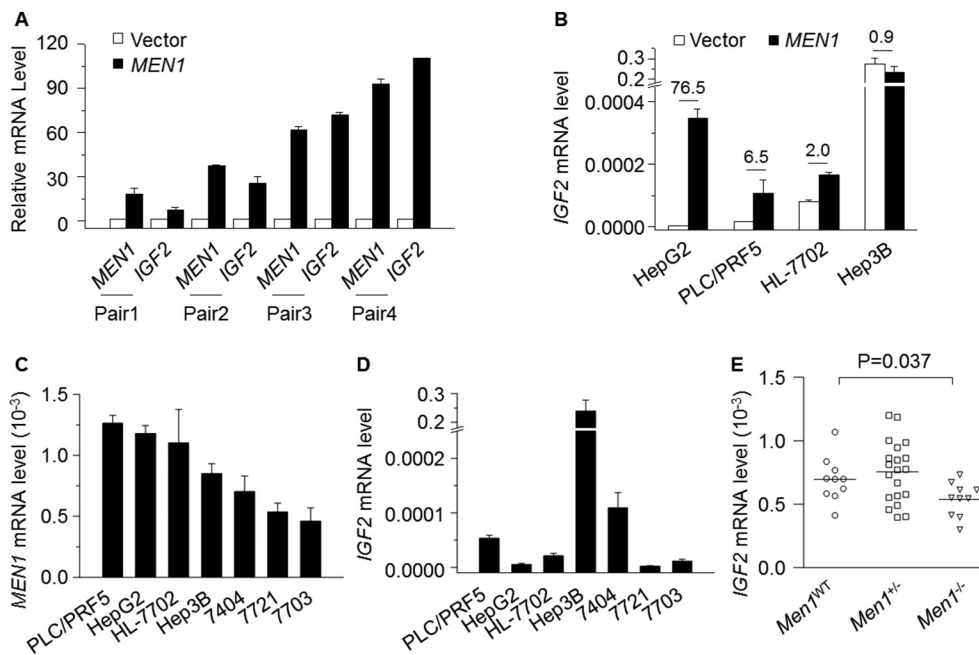 A
Vector
MEN1
Relative mRNA Level
120
90
60
30
0
MEN1 IGF2 MEN1 IGF2 MEN1 IGF2 MEN1 IGF2
Pair1 Pair2 Pair3 Pair4
B
Vector MEN1
IGF2 mRNA level
0.3
0.2
0.0004
0.0002
0.0000
76.5
6.5
2.0
0.9
HepG2 PLC/PRF5 HL-7702 Hep3B
C
MEN1 mRNA level (10-3)
1.5
1.0
0.5
0.0
PLC/PRF5 HepG2 HL-7702 Hep3B 7404 7721 7703
D
IGF2 mRNA level
0.3
0.2
0.0002
0.0001
0.0000
PLC/PRF5 HepG2 HL-7702 Hep3B 7404 7721 7703
E
P=0.037
IGF2 mRNA level (10-3)
1.5
1.0
0.5
0.0
Men1WT Men1+/- Men1-/-